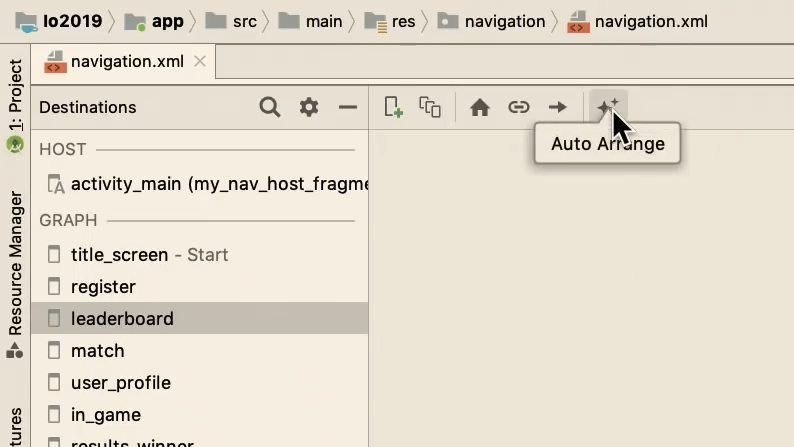 Io2019 app src main res navigation navigation.xml
navigation.xml
1: Project
Resource Manager
Destinations
HOST
activity_main (my_nav_host_fragme
GRAPH
title_screen - Start
register
leaderboard
match
user_profile
in_game
results_winner
Auto Arrange